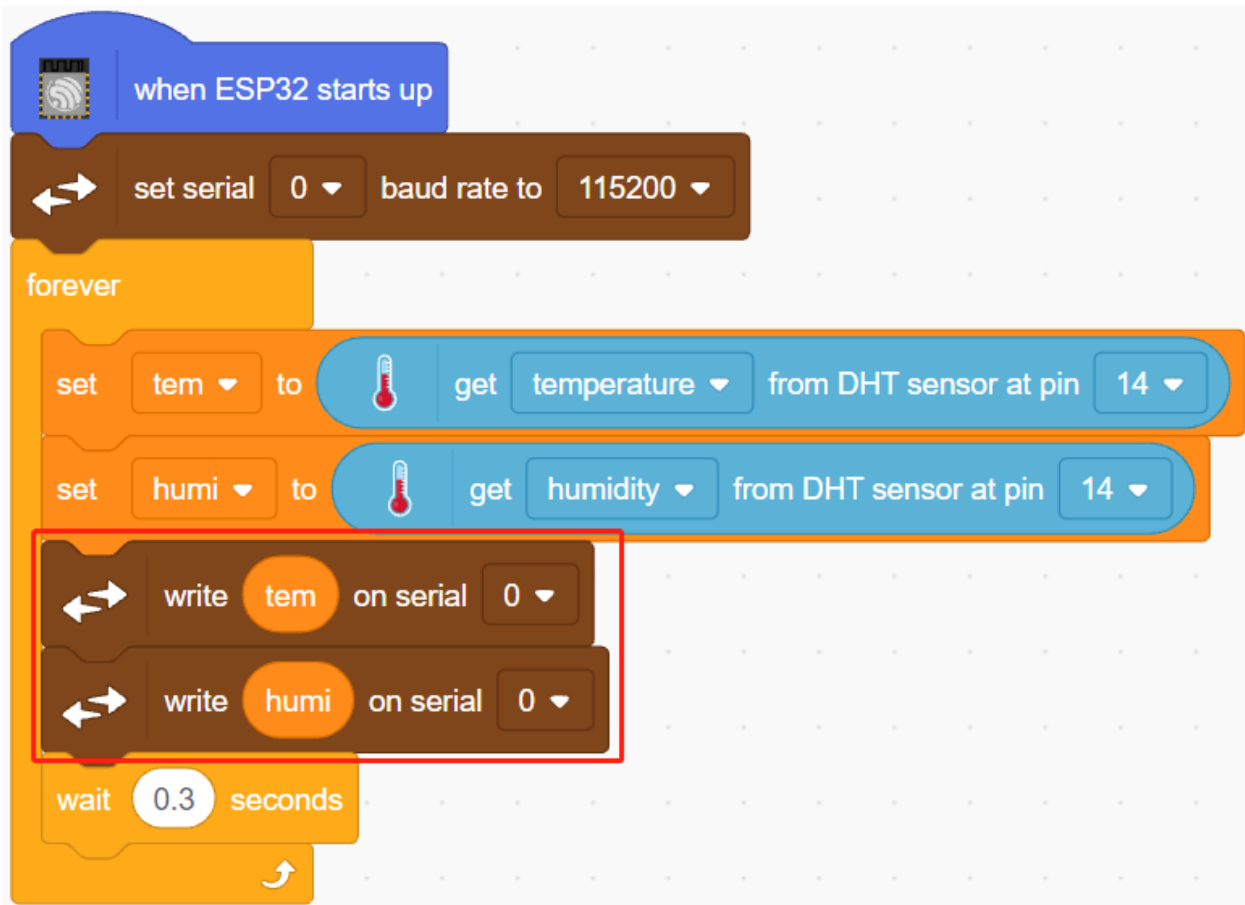 when ESP32 starts up
set serial 0 baud rate to 115200
forever
set tem to get temperature from DHT sensor at pin 14
set humi to get humidity from DHT sensor at pin 14
write tem on serial 0
write humi on serial 0
wait 0.3 seconds